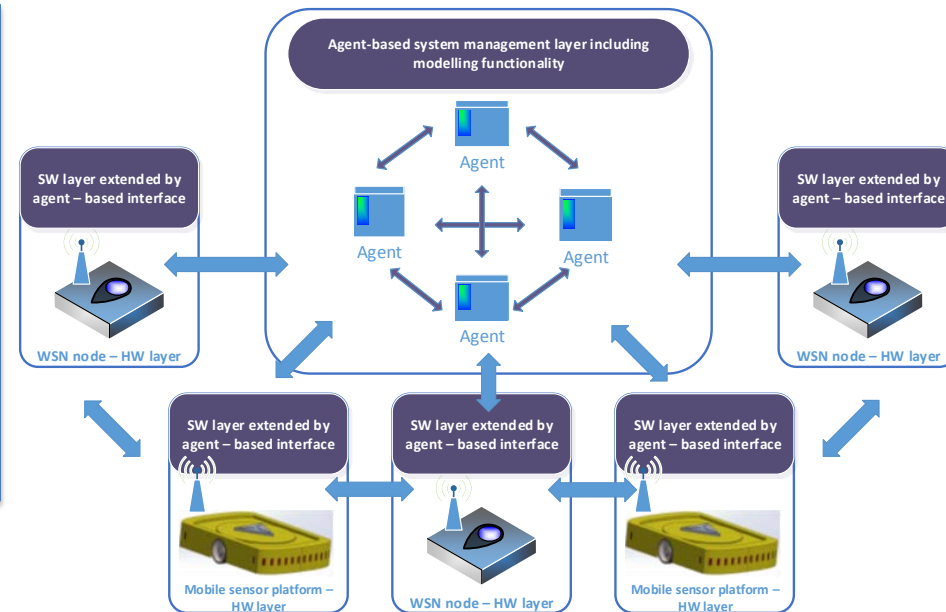 Agent-based system management layer including
modelling functionality
Agent
Agent
Agent
Agent
SW layer extended by
agent – based interface
WSN node – HW layer
SW layer extended by
agent – based interface
WSN node – HW layer
SW layer extended by
agent – based interface
Mobile sensor platform –
HW layer
SW layer extended by
agent – based interface
WSN node – HW layer
SW layer extended by
agent – based interface
Mobile sensor platform –
HW layer